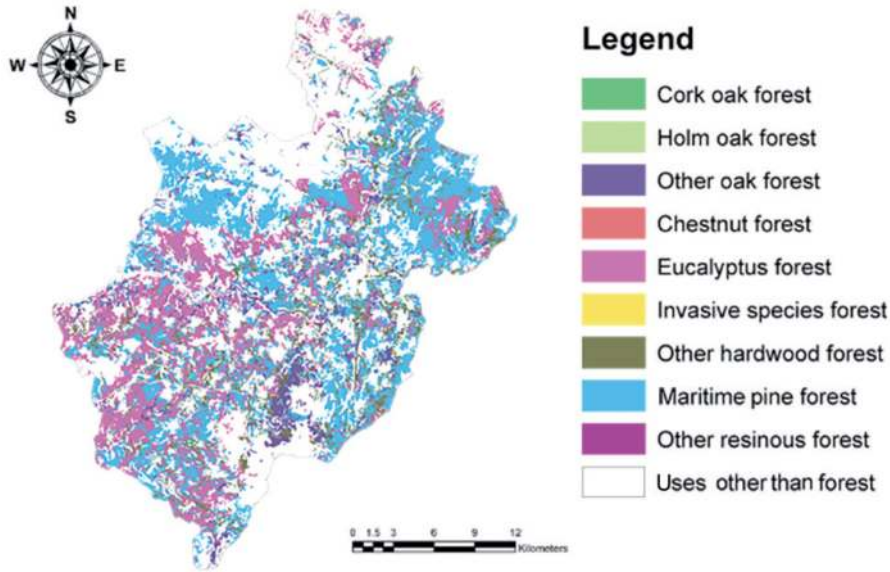 N
W E
S
Legend
Cork oak forest
Holm oak forest
Other oak forest
Chestnut forest
Eucalyptus forest
Invasive species forest
Other hardwood forest
Maritime pine forest
Other resinous forest
Uses other than forest
0 1.5 3 6 9 12
Kilometers